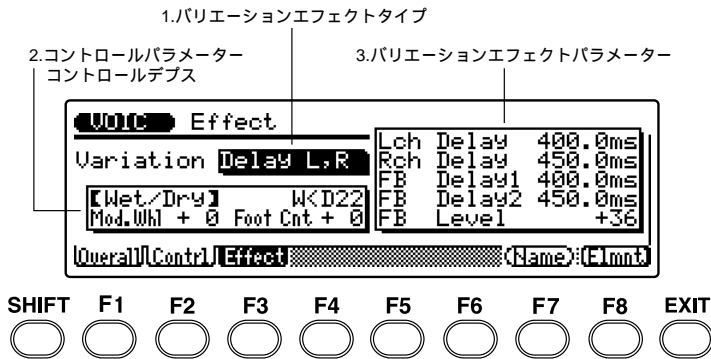 1.バリエーションエフェクトタイプ
2.コントロールパラメーター
コントロールデプス
3.バリエーションエフェクトパラメーター
VOIC Effect
Variation Delay L,R
【Wet/Dry】 W<D22
Mod.Whl + 0 Foot Cnt + 0
Lch Delay 400.0ms
Rch Delay 450.0ms
FB Delay1 400.0ms
FB Delay2 450.0ms
FB Level +36
Overall Contrl Effect (Name) (Elmnt)
SHIFT F1 F2 F3 F4 F5 F6 F7 F8 EXIT